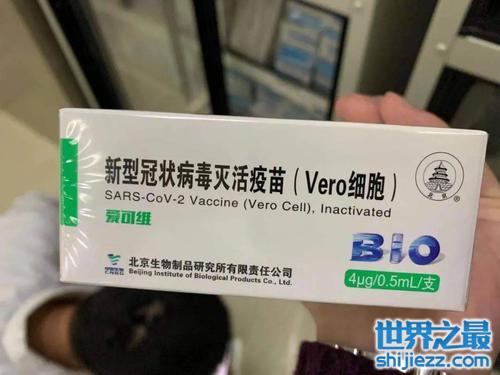 新型冠状病毒灭活疫苗（Vero细胞）
SARS-CoV-2 Vaccine (Vero Cell), Inactivated
爱可维
BIO
北京生物制品研究所有限责任公司
Beijing Institute of Biological Products Co., Ltd.
4μg/0.5mL/支
世界之最
shijiezz.com